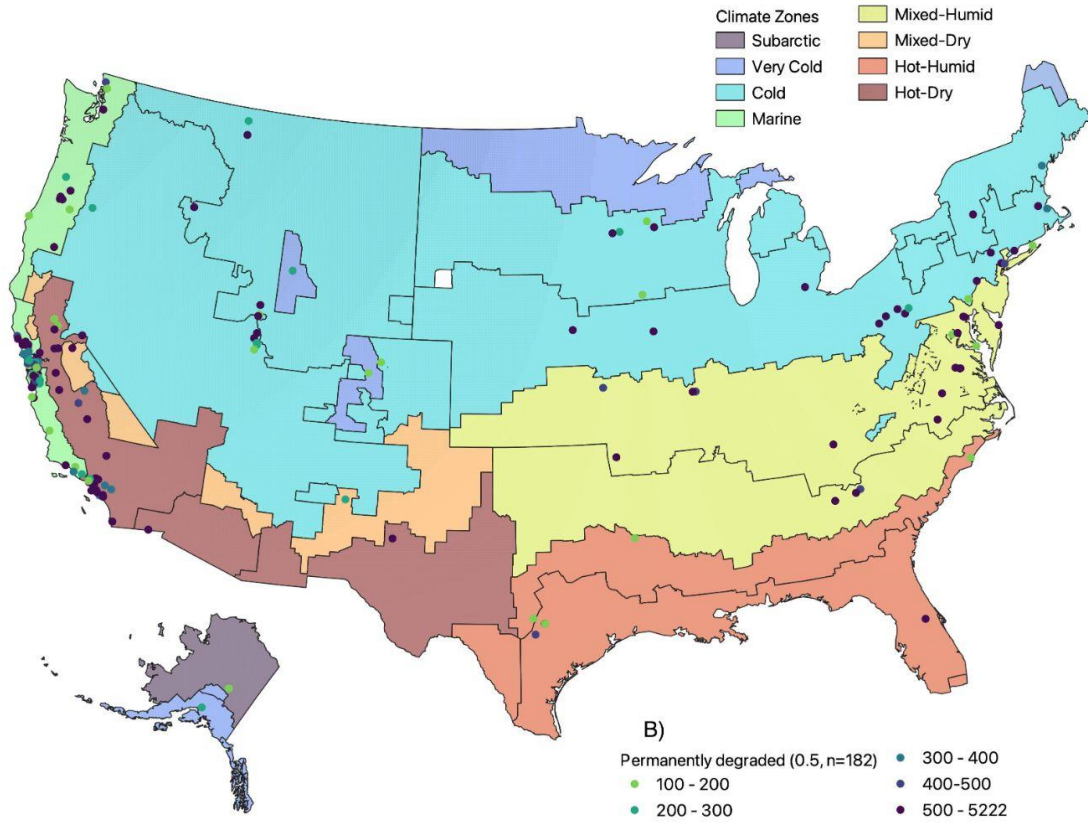 Climate Zones
Subarctic
Very Cold
Cold
Marine
Mixed-Humid
Mixed-Dry
Hot-Humid
Hot-Dry
B)
Permanently degraded (0.5, n=182)
100 - 200
200 - 300
300 - 400
400-500
500 - 5222